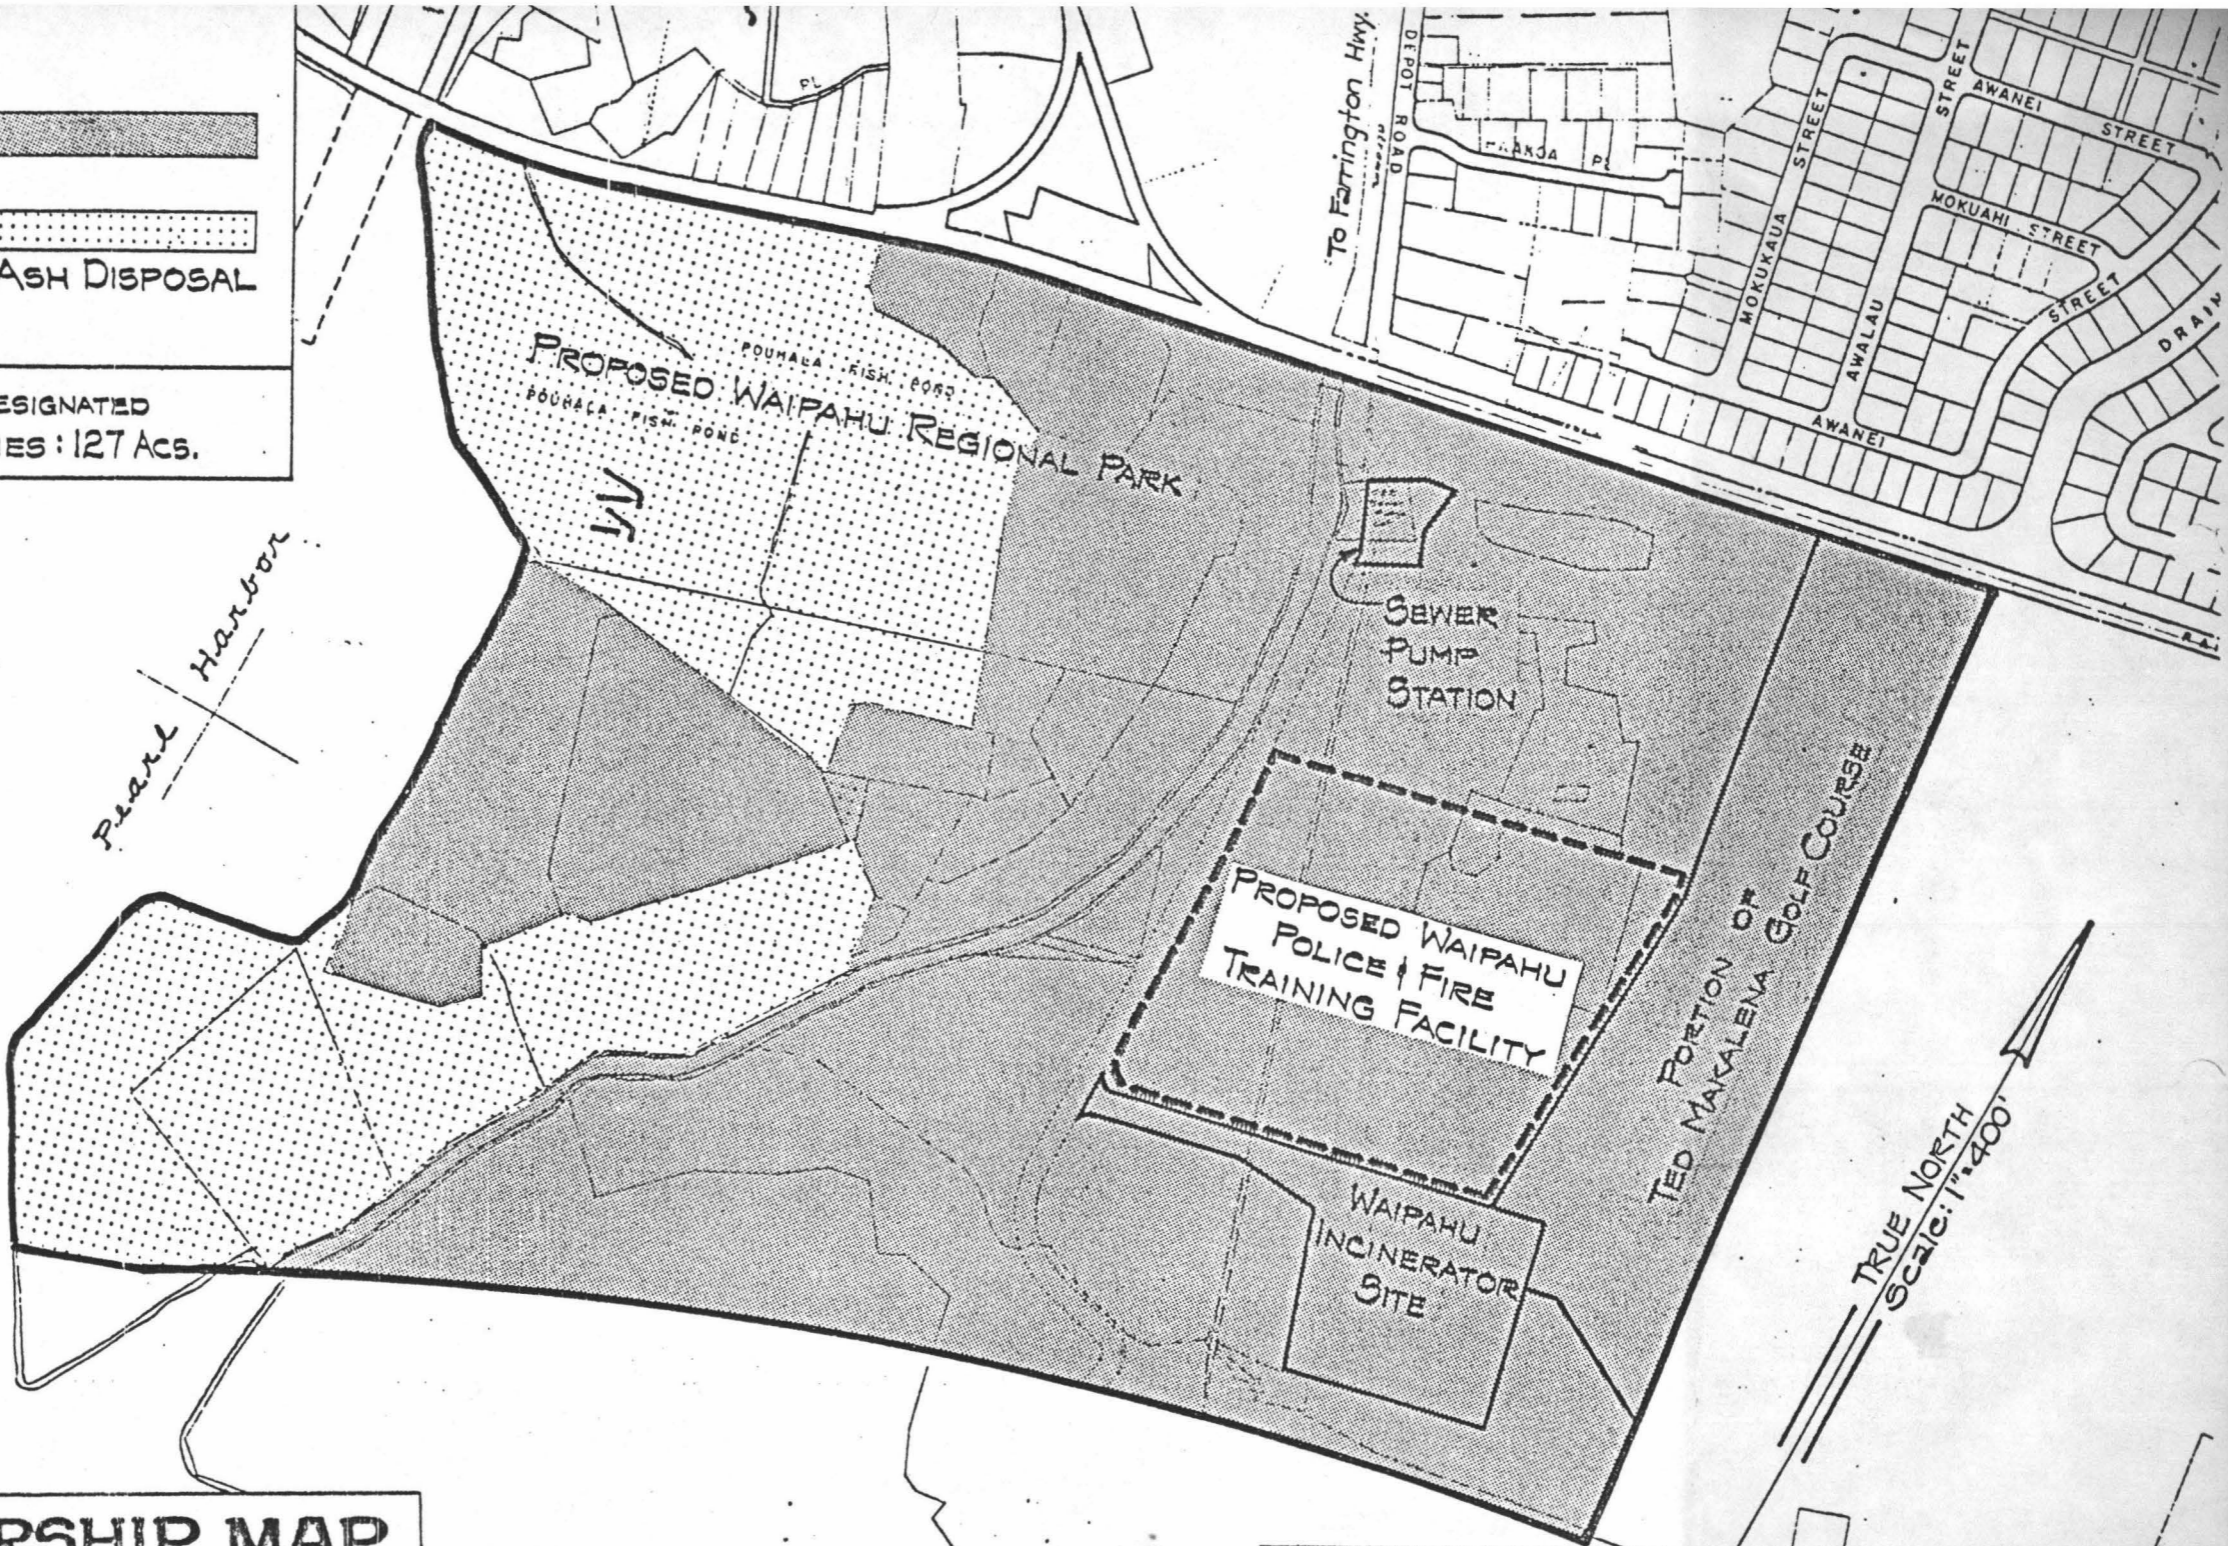 ASH DISPOSAL
ESIGNATED
IES : 127 ACS.
Pearl Harbor
PL
To Farrington Hwy.
DEPOT ROAD
PL
MOKUKAUA STREET
STREET
AWANEI STREET
MOKUAHI STREET
AWALAU
STREET
DRAIN
AWANEI
POUHALA FISH POND
PROPOSED WAIPAHU REGIONAL PARK
POUHALA FISH POND
SEWER
PUMP
STATION
PROPOSED WAIPAHU
POLICE & FIRE
TRAINING FACILITY
PORTION OF
TED MAKALENA GOLF COURSE
WAIPAHU
INCINERATOR
SITE
TRUE NORTH
Scale: 1"=400'
RSHIP MAP